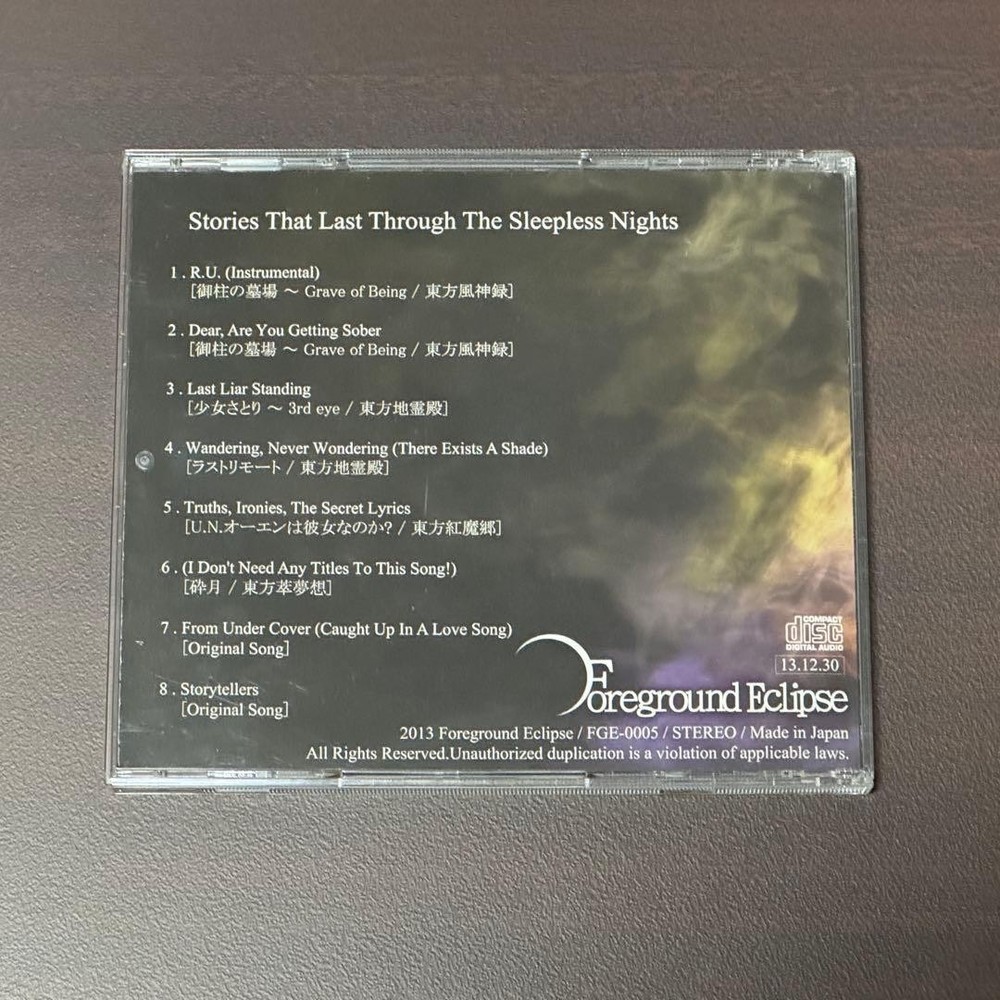 Stories That Last Through The Sleepless Nights
1 . R.U. (Instrumental)
[御柱の墓場 ～ Grave of Being / 東方風神録]
2 . Dear, Are You Getting Sober
[御柱の墓場 ～ Grave of Being / 東方風神録]
3 . Last Liar Standing
[少女さとり ～ 3rd eye / 東方地霊殿]
4 . Wandering, Never Wondering (There Exists A Shade)
[ラストリモート / 東方地霊殿]
5 . Truths, Ironies, The Secret Lyrics
[U.N.オーエンは彼女なのか? / 東方紅魔郷]
6 . (I Don't Need Any Titles To This Song!)
[砕月 / 東方萃夢想]
7 . From Under Cover (Caught Up In A Love Song)
[Original Song]
8 . Storytellers
[Original Song]
COMPACT
disc
DIGITAL AUDIO
13.12.30
Foreground Eclipse
2013 Foreground Eclipse / FGE-0005 / STEREO / Made in Japan
All Rights Reserved.Unauthorized duplication is a violation of applicable laws.